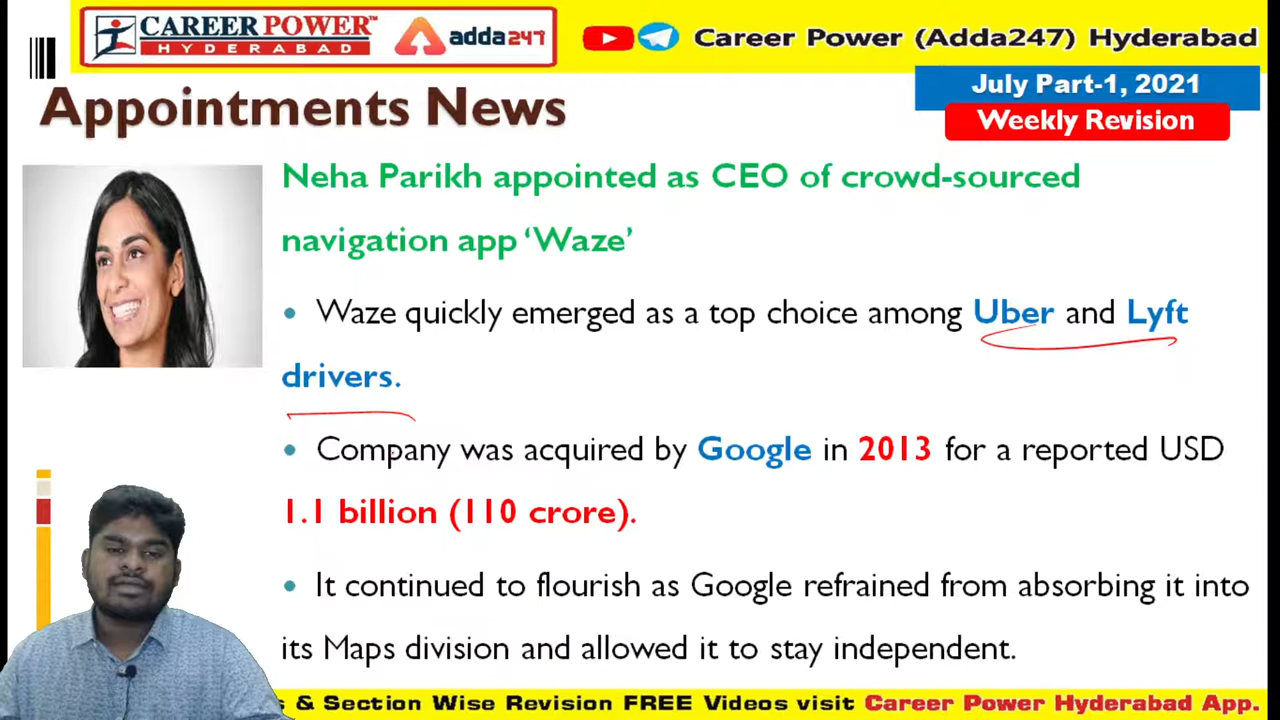 CAREER POWER™
HYDERABAD
adda247
Career Power (Adda247) Hyderabad
Appointments News
July Part-1, 2021
Weekly Revision
Neha Parikh appointed as CEO of crowd-sourced
navigation app ‘Waze’
• Waze quickly emerged as a top choice among Uber and Lyft
drivers.
• Company was acquired by Google in 2013 for a reported USD
1.1 billion (110 crore).
• It continued to flourish as Google refrained from absorbing it into
its Maps division and allowed it to stay independent.
& Section Wise Revision FREE Videos visit Career Power Hyderabad App.